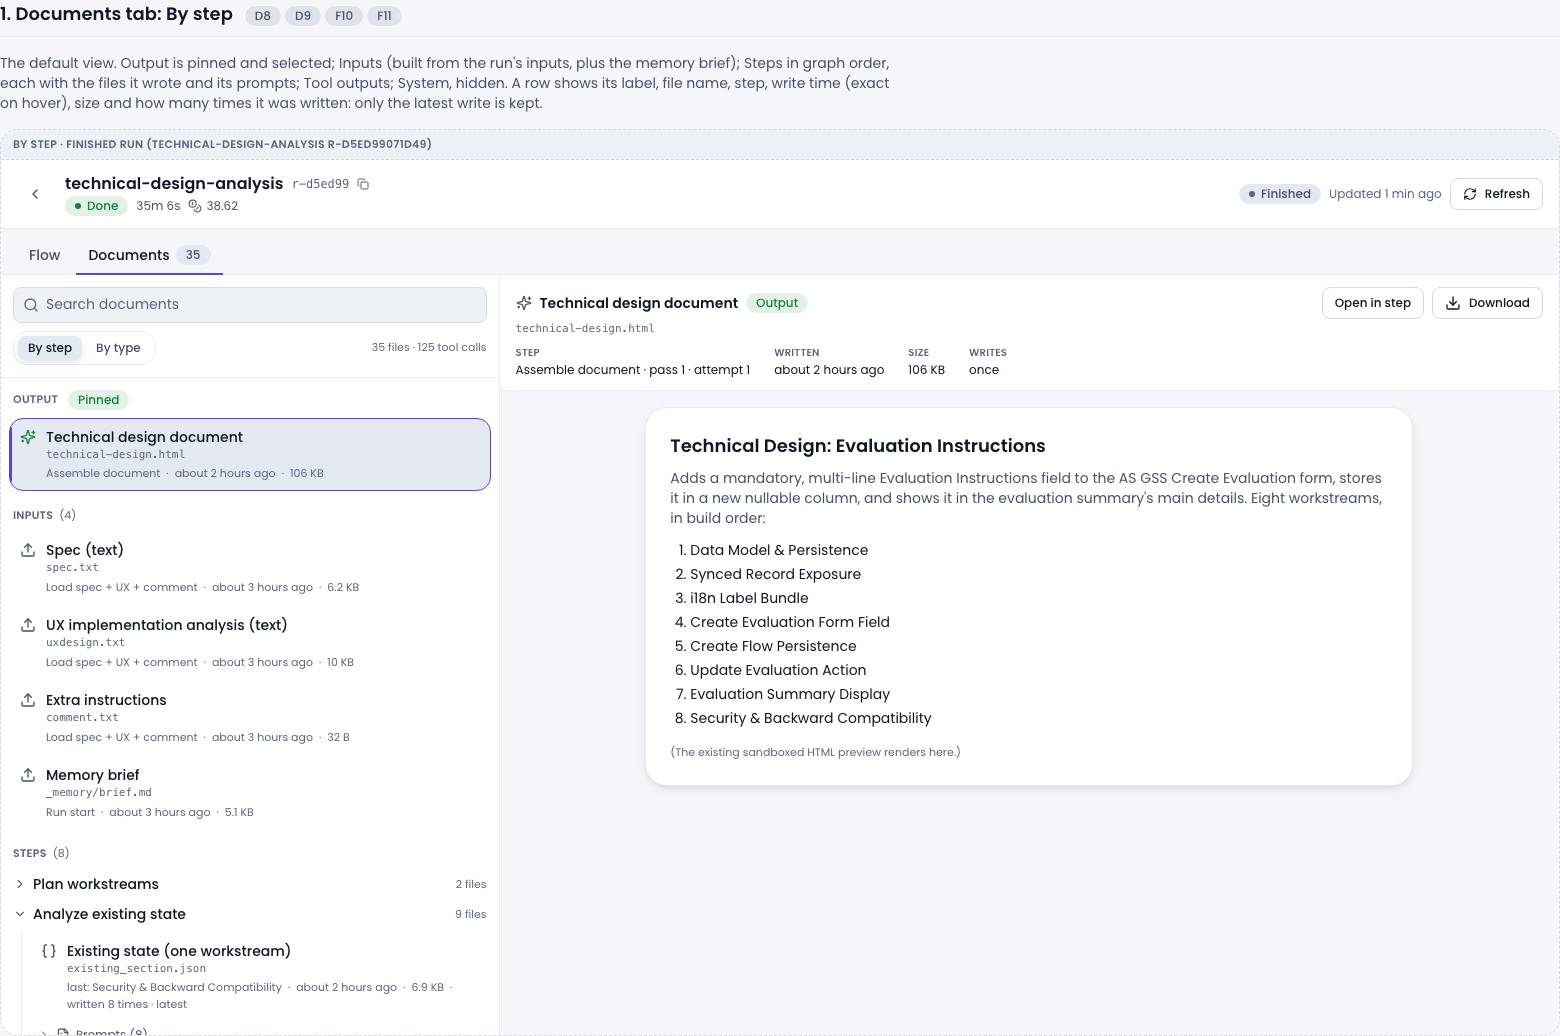 1. Documents tab: By step D8 D9 F10 F11
The default view. Output is pinned and selected; Inputs (built from the run's inputs, plus the memory brief); Steps in graph order,
each with the files it wrote and its prompts; Tool outputs; System, hidden. A row shows its label, file name, step, write time (exact
on hover), size and how many times it was written: only the latest write is kept.
BY STEP · FINISHED RUN (TECHNICAL-DESIGN-ANALYSIS R-D5ED99071D49)
technical-design-analysis r-d5ed99
Done 35m 6s 38.62
Finished Updated 1 min ago Refresh
Flow Documents 35
Search documents
By step By type 35 files · 125 tool calls
OUTPUT Pinned
Technical design document
technical-design.html
Assemble document · about 2 hours ago · 106 KB
INPUTS (4)
Spec (text)
spec.txt
Load spec + UX + comment · about 3 hours ago · 6.2 KB
UX implementation analysis (text)
uxdesign.txt
Load spec + UX + comment · about 3 hours ago · 10 KB
Extra instructions
comment.txt
Load spec + UX + comment · about 3 hours ago · 32 B
Memory brief
_memory/brief.md
Run start · about 3 hours ago · 5.1 KB
STEPS (8)
Plan workstreams 2 files
Analyze existing state 9 files
{} Existing state (one workstream)
existing_section.json
last: Security & Backward Compatibility · about 2 hours ago · 6.9 KB ·
written 8 times · latest
Prompts (8)
Technical design document Output
Open in step Download
technical-design.html
STEP WRITTEN SIZE WRITES
Assemble document · pass 1 · attempt 1 about 2 hours ago 106 KB once
Technical Design: Evaluation Instructions
Adds a mandatory, multi-line Evaluation Instructions field to the AS GSS Create Evaluation form, stores
it in a new nullable column, and shows it in the evaluation summary's main details. Eight workstreams,
in build order:
1. Data Model & Persistence
2. Synced Record Exposure
3. i18n Label Bundle
4. Create Evaluation Form Field
5. Create Flow Persistence
6. Update Evaluation Action
7. Evaluation Summary Display
8. Security & Backward Compatibility
(The existing sandboxed HTML preview renders here.)